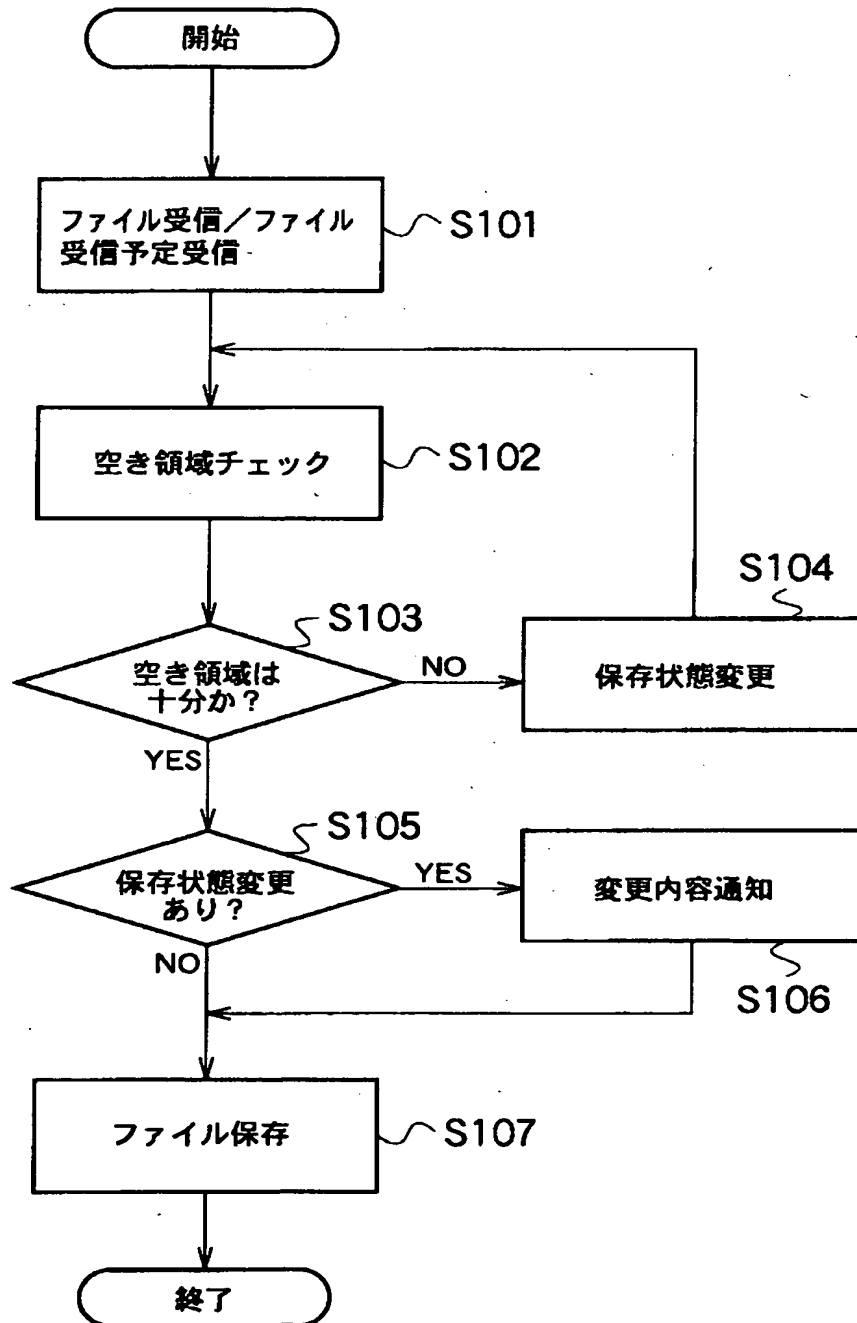 開始
ファイル受信／ファイル
受信予定受信
S101
空き領域チェック
S102
S104
S103
空き領域は
十分か？
NO
保存状態変更
YES
S105
保存状態変更
あり？
YES
変更内容通知
NO
S106
ファイル保存
S107
終了